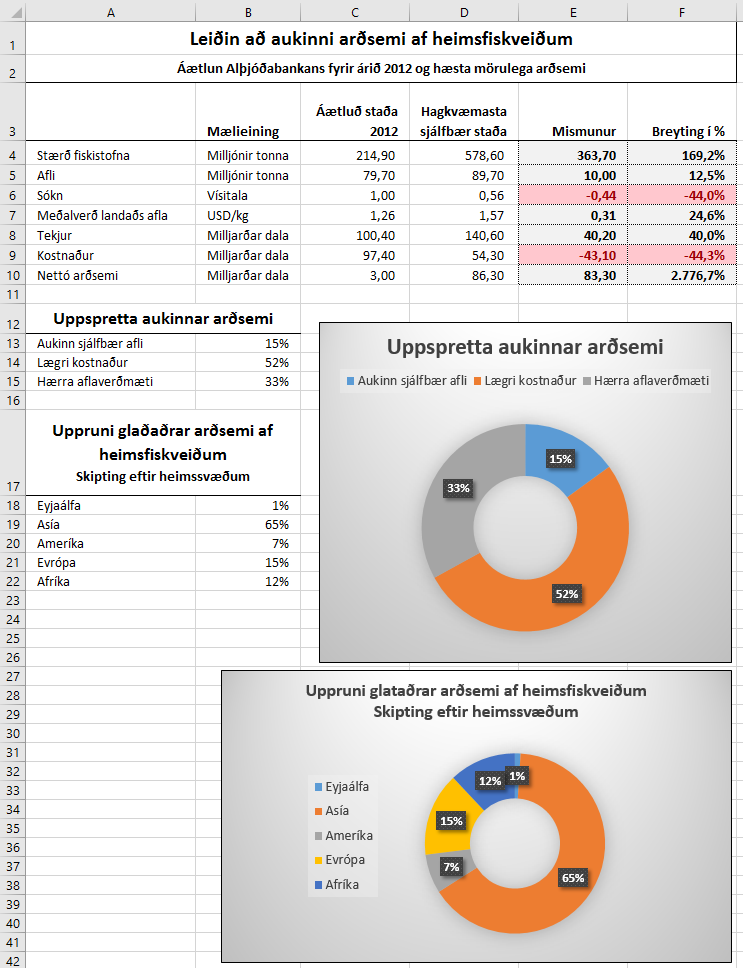 A B C D E F
1 Leiðin að aukinni arðsemi af heimsfiskveiðum
2 Áætlun Alþjóðabankans fyrir árið 2012 og hæsta mörulega arðsemi
Áætluð staða Hagkvæmasta
3 Mælieining 2012 sjálfbær staða Mismunur Breyting í %
4 Stærð fiskistofna Milljónir tonna 214,90 578,60 363,70 169,2%
5 Afli Milljónir tonna 79,70 89,70 10,00 12,5%
6 Sókn Vísitala 1,00 0,56 -0,44 -44,0%
7 Meðalverð landaðs afla USD/kg 1,26 1,57 0,31 24,6%
8 Tekjur Milljarðar dala 100,40 140,60 40,20 40,0%
9 Kostnaður Milljarðar dala 97,40 54,30 -43,10 -44,3%
10 Nettó arðsemi Milljarðar dala 3,00 86,30 83,30 2.776,7%
11
12 Uppspretta aukinnar arðsemi
13 Aukinn sjálfbær afli 15%
14 Lægri kostnaður 52%
15 Hærra aflaverðmæti 33%
16
Uppruni glaðaðrar arðsemi af
heimsfiskveiðum
17 Skipting eftir heimssvæðum
18 Eyjaálfa 1%
19 Asía 65%
20 Ameríka 7%
21 Evrópa 15%
22 Afríka 12%
23
24
25
26
27
28
29
30
31
32
33
34
35
36
37
38
39
40
41
42
Uppspretta aukinnar arðsemi
Aukinn sjálfbær afli Lægri kostnaður Hærra aflaverðmæti
15%
33%
52%
Uppruni glataðrar arðsemi af heimsfiskveiðum
Skipting eftir heimssvæðum
Eyjaálfa
Asía
Ameríka
Evrópa
Afríka
12% 1%
15%
7%
65%